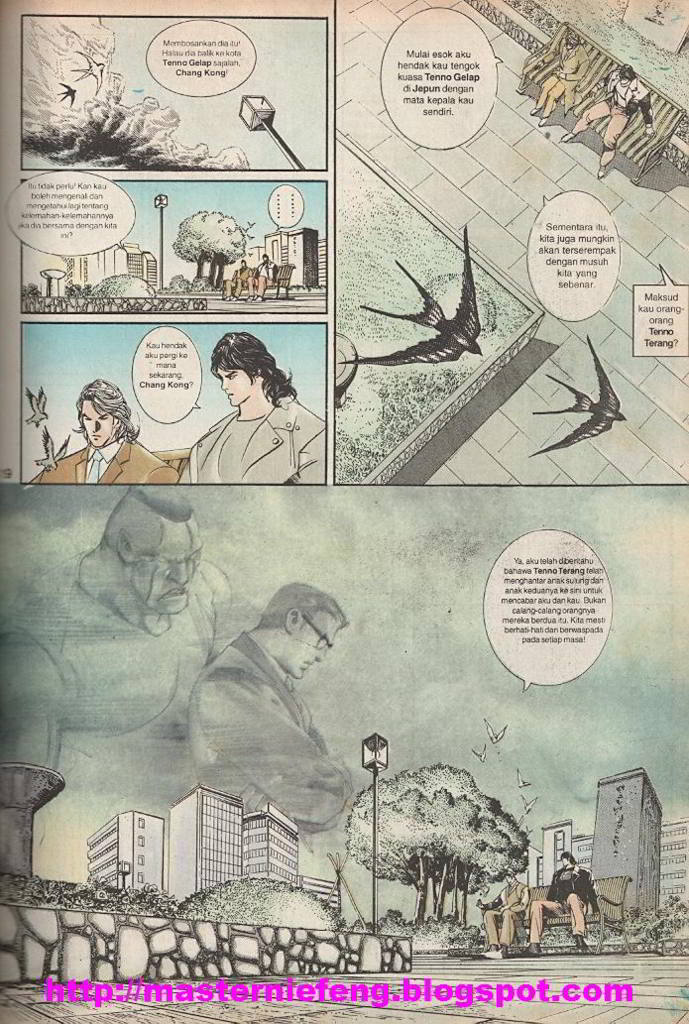 Membosankan dia itu!
Halau dia balik ke kota
Tenno Gelap sajalah,
Chang Kong!
Itu tidak perlu! Kan kau
boleh mengenali dan
mengetahui lagi tentang
kelemahan-kelemahannya
jika dia bersama dengan kita
ini?
Kau hendak
aku pergi ke
mana
sekarang,
Chang Kong?
Mulai esok aku
hendak kau tengok
kuasa Tenno Gelap
di Jepun dengan
mata kepala kau
sendiri.
Sementara itu,
kita juga mungkin
akan terserempak
dengan musuh
kita yang
sebenar.
Maksud
kau orang-
orang
Tenno
Terang?
Ya, aku telah diberitahu
bahawa Tenno Terang telah
menghantar anak sulung dan
anak keduanya ke sini untuk
mencabar aku dan kau. Bukan
calang-calang orangnya
mereka berdua itu. Kita mesti
berhati-hati dan berwaspada
pada setiap masa!
http://masterniefeng.blogspot.com